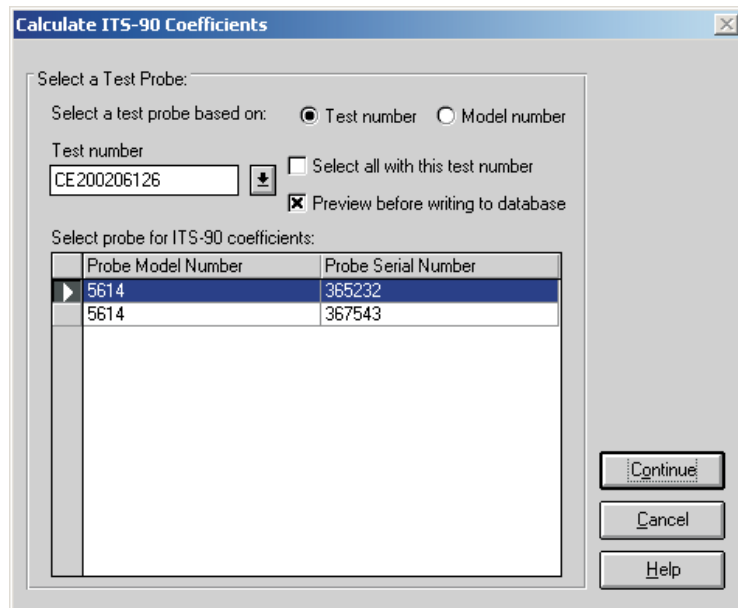 Calculate ITS-90 Coefficients
Select a Test Probe:
Select a test probe based on: Test number Model number
Test number
CE200206126
Select all with this test number
Preview before writing to database
Select probe for ITS-90 coefficients:
Probe Model Number Probe Serial Number
5614 365232
5614 367543
Continue
Cancel
Help